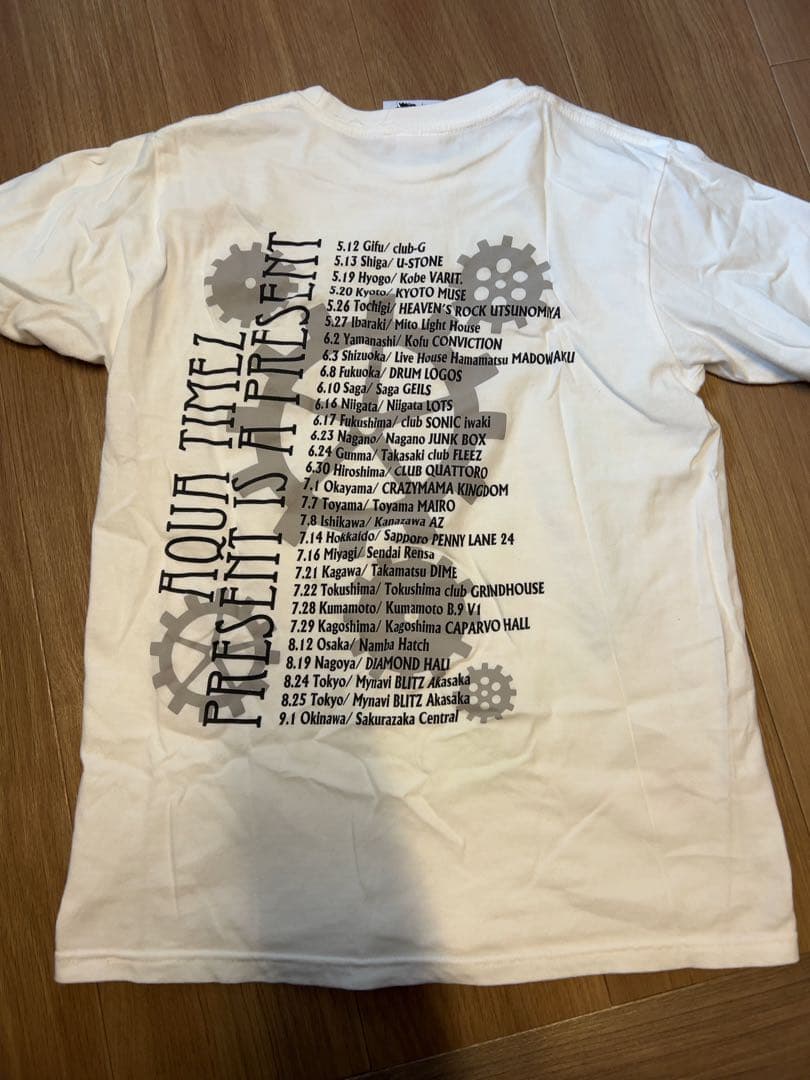 AQUA TIMEZ
PRESENT IS A PRESENT
5.12 Gifu/ club-G
5.13 Shiga/ U-STONE
5.19 Hyogo/ Kobe VARIT.
5.20 Kyoto/ KYOTO MUSE
5.26 Tochigi/ HEAVEN'S ROCK UTSUNOMIYA
5.27 Ibaraki/ Mito Light House
6.2 Yamanashi/ Kofu CONVICTION
6.3 Shizuoka/ Live House Hamamatsu MADOWAKU
6.8 Fukuoka/ DRUM LOGOS
6.10 Saga/ Saga GEILS
6.16 Niigata/ Niigata LOTS
6.17 Fukushima/ club SONIC iwaki
6.23 Nagano/ Nagano JUNK BOX
6.24 Gunma/ Takasaki club FLEEZ
6.30 Hiroshima/ CLUB QUATTORO
7.1 Okayama/ CRAZYMAMA KINGDOM
7.7 Toyama/ Toyama MAIRO
7.8 Ishikawa/ Kanazawa AZ
7.14 Hokkaido/ Sapporo PENNY LANE 24
7.16 Miyagi/ Sendai Rensa
7.21 Kagawa/ Takamatsu DIME
7.22 Tokushima/ Tokushima club GRINDHOUSE
7.28 Kumamoto/ Kumamoto B.9 V1
7.29 Kagoshima/ Kagoshima CAPARVO HALL
8.12 Osaka/ Namba Hatch
8.19 Nagoya/ DIAMOND HALL
8.24 Tokyo/ Mynavi BLITZ Akasaka
8.25 Tokyo/ Mynavi BLITZ Akasaka
9.1 Okinawa/ Sakurazaka Central